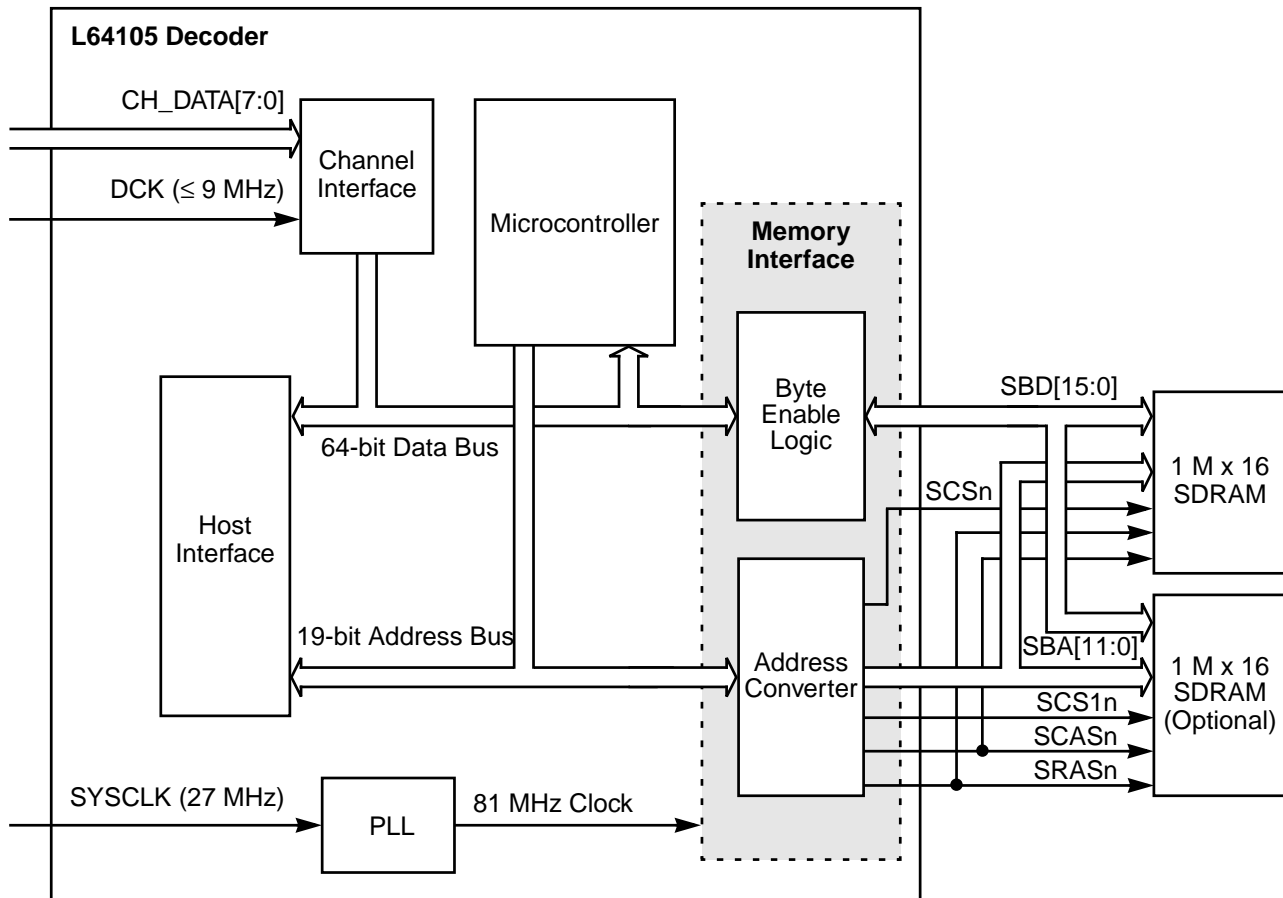 L64105 Decoder
CH_DATA[7:0]
DCK (≤ 9 MHz)
Channel
Interface
Microcontroller
Memory
Interface
Byte
Enable
Logic
SBD[15:0]
1 M x 16
SDRAM
64-bit Data Bus
SCSn
Host
Interface
19-bit Address Bus
Address
Converter
SBA[11:0]
1 M x 16
SDRAM
(Optional)
SCS1n
SCASn
SRASn
SYSCLK (27 MHz)
PLL
81 MHz Clock